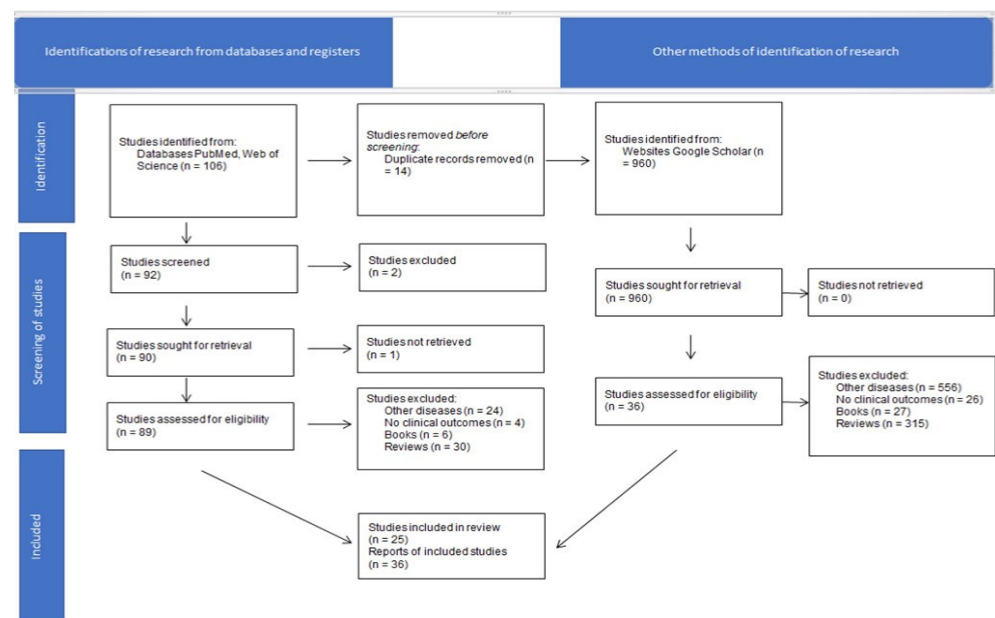 Identifications of research from databases and registers
Other methods of identification of research
Identification
Studies identified from:
Databases PubMed, Web of
Science (n = 106)
Studies removed before
screening:
Duplicate records removed (n
= 14)
Studies identified from:
Websites Google Scholar (n
= 960)
Screening of studies
Studies screened
(n = 92)
Studies excluded
(n = 2)
Studies sought for retrieval
(n = 960)
Studies not retrieved
(n = 0)
Studies sought for retrieval
(n = 90)
Studies not retrieved
(n = 1)
Studies assessed for eligibility
(n = 89)
Studies excluded:
Other diseases (n = 24)
No clinical outcomes (n = 4)
Books (n = 6)
Reviews (n = 30)
Studies assessed for eligibility
(n = 36)
Studies excluded:
Other diseases (n = 556)
No clinical outcomes (n = 26)
Books (n = 27)
Reviews (n = 315)
Included
Studies included in review
(n = 25)
Reports of included studies
(n = 36)